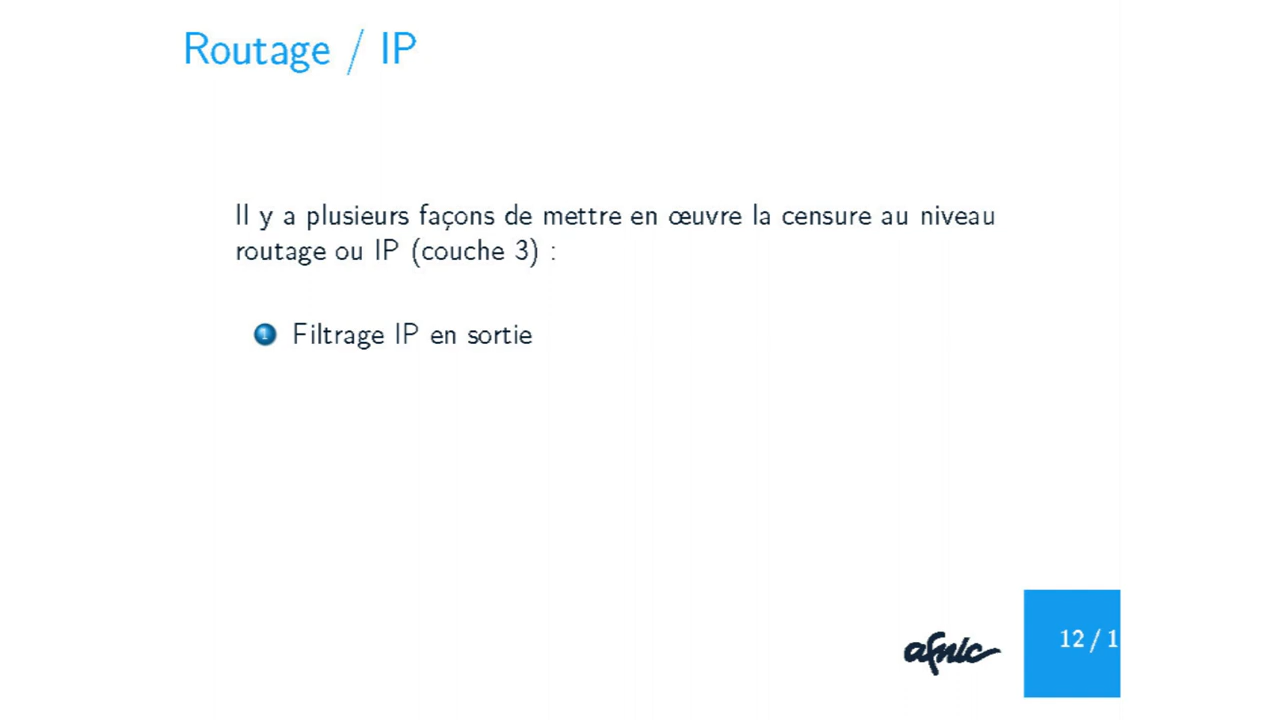 Routage / IP
Il y a plusieurs façons de mettre en œuvre la censure au niveau
routage ou IP (couche 3) :
1 Filtrage IP en sortie
afnic
12 / 1